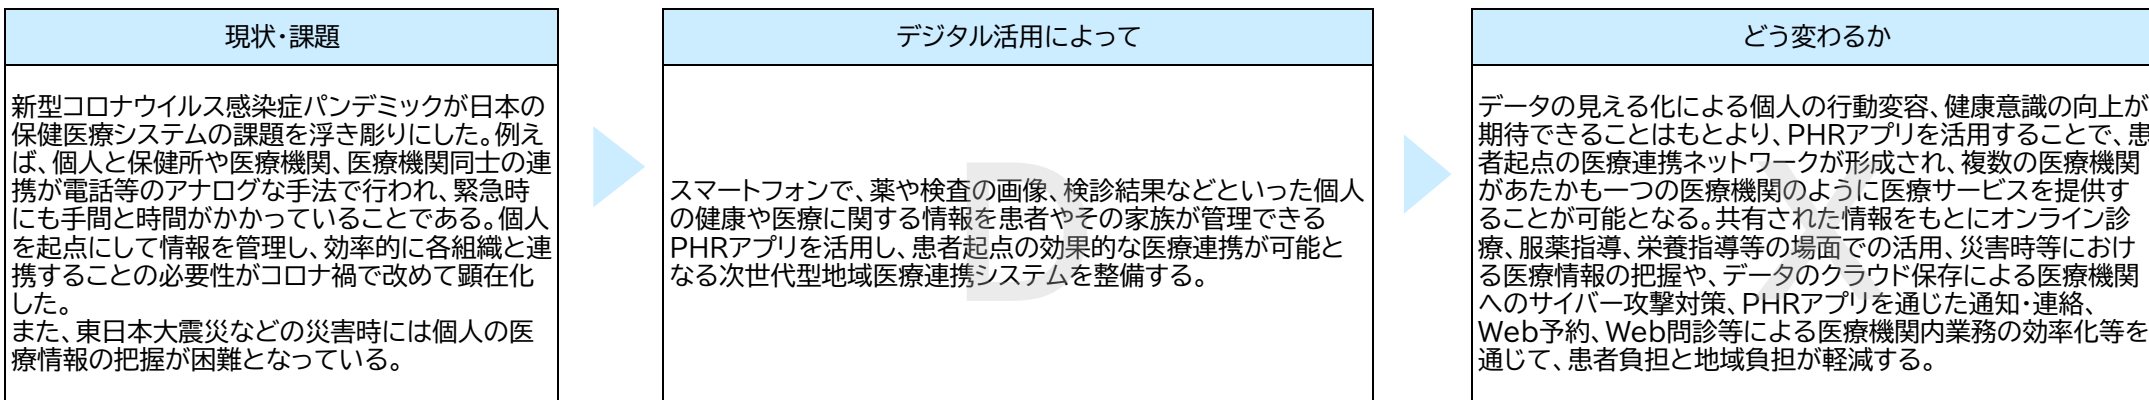 現状・課題
新型コロナウイルス感染症パンデミックが日本の
保健医療システムの課題を浮き彫りにした。例え
ば、個人と保健所や医療機関、医療機関同士の連
携が電話等のアナログな手法で行われ、緊急時
にも手間と時間がかかっていることである。個人
を起点にして情報を管理し、効率的に各組織と連
携することの必要性がコロナ禍で改めて顕在化
した。
また、東日本大震災などの災害時には個人の医
療情報の把握が困難となっている。
デジタル活用によって
スマートフォンで、薬や検査の画像、検診結果などといった個人
の健康や医療に関する情報を患者やその家族が管理できる
PHRアプリを活用し、患者起点の効果的な医療連携が可能と
なる次世代型地域医療連携システムを整備する。
D
どう変わるか
データの見える化による個人の行動変容、健康意識の向上が
期待できることはもとより、PHRアプリを活用することで、患
者起点の医療連携ネットワークが形成され、複数の医療機関
があたかも一つの医療機関のように医療サービスを提供す
ることが可能となる。共有された情報をもとにオンライン診
療、服薬指導、栄養指導等の場面での活用、災害時等におけ
る医療情報の把握や、データのクラウド保存による医療機関
へのサイバー攻撃対策、PHRアプリを通じた通知・連絡、
Web予約、Web問診等による医療機関内業務の効率化等を
通じて、患者負担と地域負担が軽減する。
X